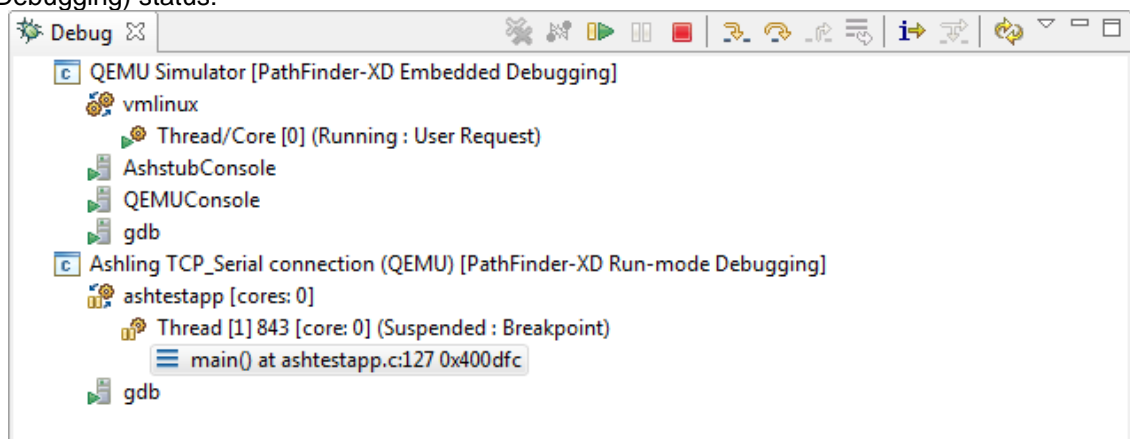 Debugging) status.
Debug
QEMU Simulator [PathFinder-XD Embedded Debugging]
vmlinux
Thread/Core [0] (Running : User Request)
AshstubConsole
QEMUConsole
gdb
Ashling TCP_Serial connection (QEMU) [PathFinder-XD Run-mode Debugging]
ashtestapp [cores: 0]
Thread [1] 843 [core: 0] (Suspended : Breakpoint)
main() at ashtestapp.c:127 0x400dfc
gdb